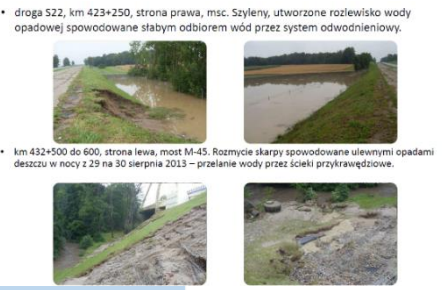 • droga S22, km 423+250, strona prawa, msc. Szyleny, utworzone rozlewisko wody
opadowej spowodowane słabym odbiorem wód przez system odwodnieniowy.
• km 432+500 do 600, strona lewa, most M-45. Rozmycie skarpy spowodowane ulewnymi opadami
deszczu w nocy z 29 na 30 sierpnia 2013 – przelanie wody przez ścieki przykrawędziowe.